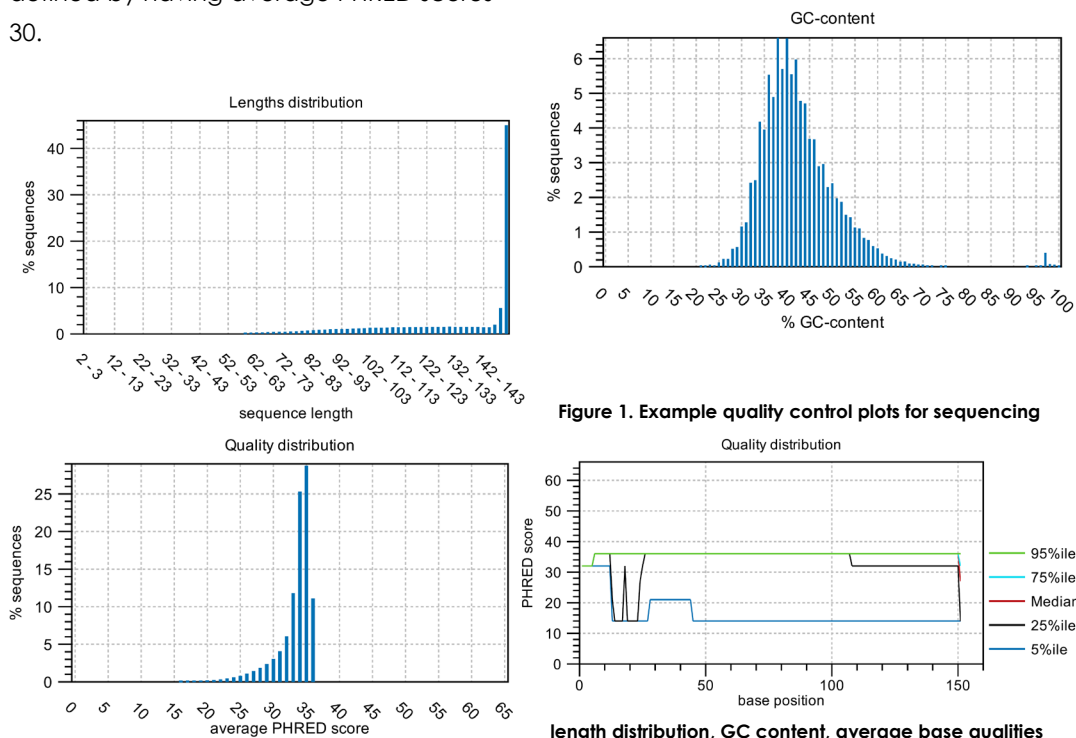 defined by having average PHRED scores
30.
Lengths distribution
% sequences
40
30
20
10
0
2 - 3
12 - 13
22 - 23
32 - 33
42 - 43
52 - 53
62 - 63
72 - 73
82 - 83
92 - 93
102 - 103
112 - 113
122 - 123
132 - 133
142 - 143
sequence length
GC-content
% sequences
6
5
4
3
2
1
0
0 5 10 15 20 25 30 35 40 45 50 55 60 65 70 75 80 85 90 95 100
% GC-content
Figure 1. Example quality control plots for sequencing
Quality distribution
% sequences
25
20
15
10
5
0
0 5 10 15 20 25 30 35 40 45 50 55 60 65
average PHRED score
Quality distribution
PHRED score
60
50
40
30
20
10
0
0 50 100 150
base position
95%ile
75%ile
Median
25%ile
5%ile
length distribution, GC content, average base qualities